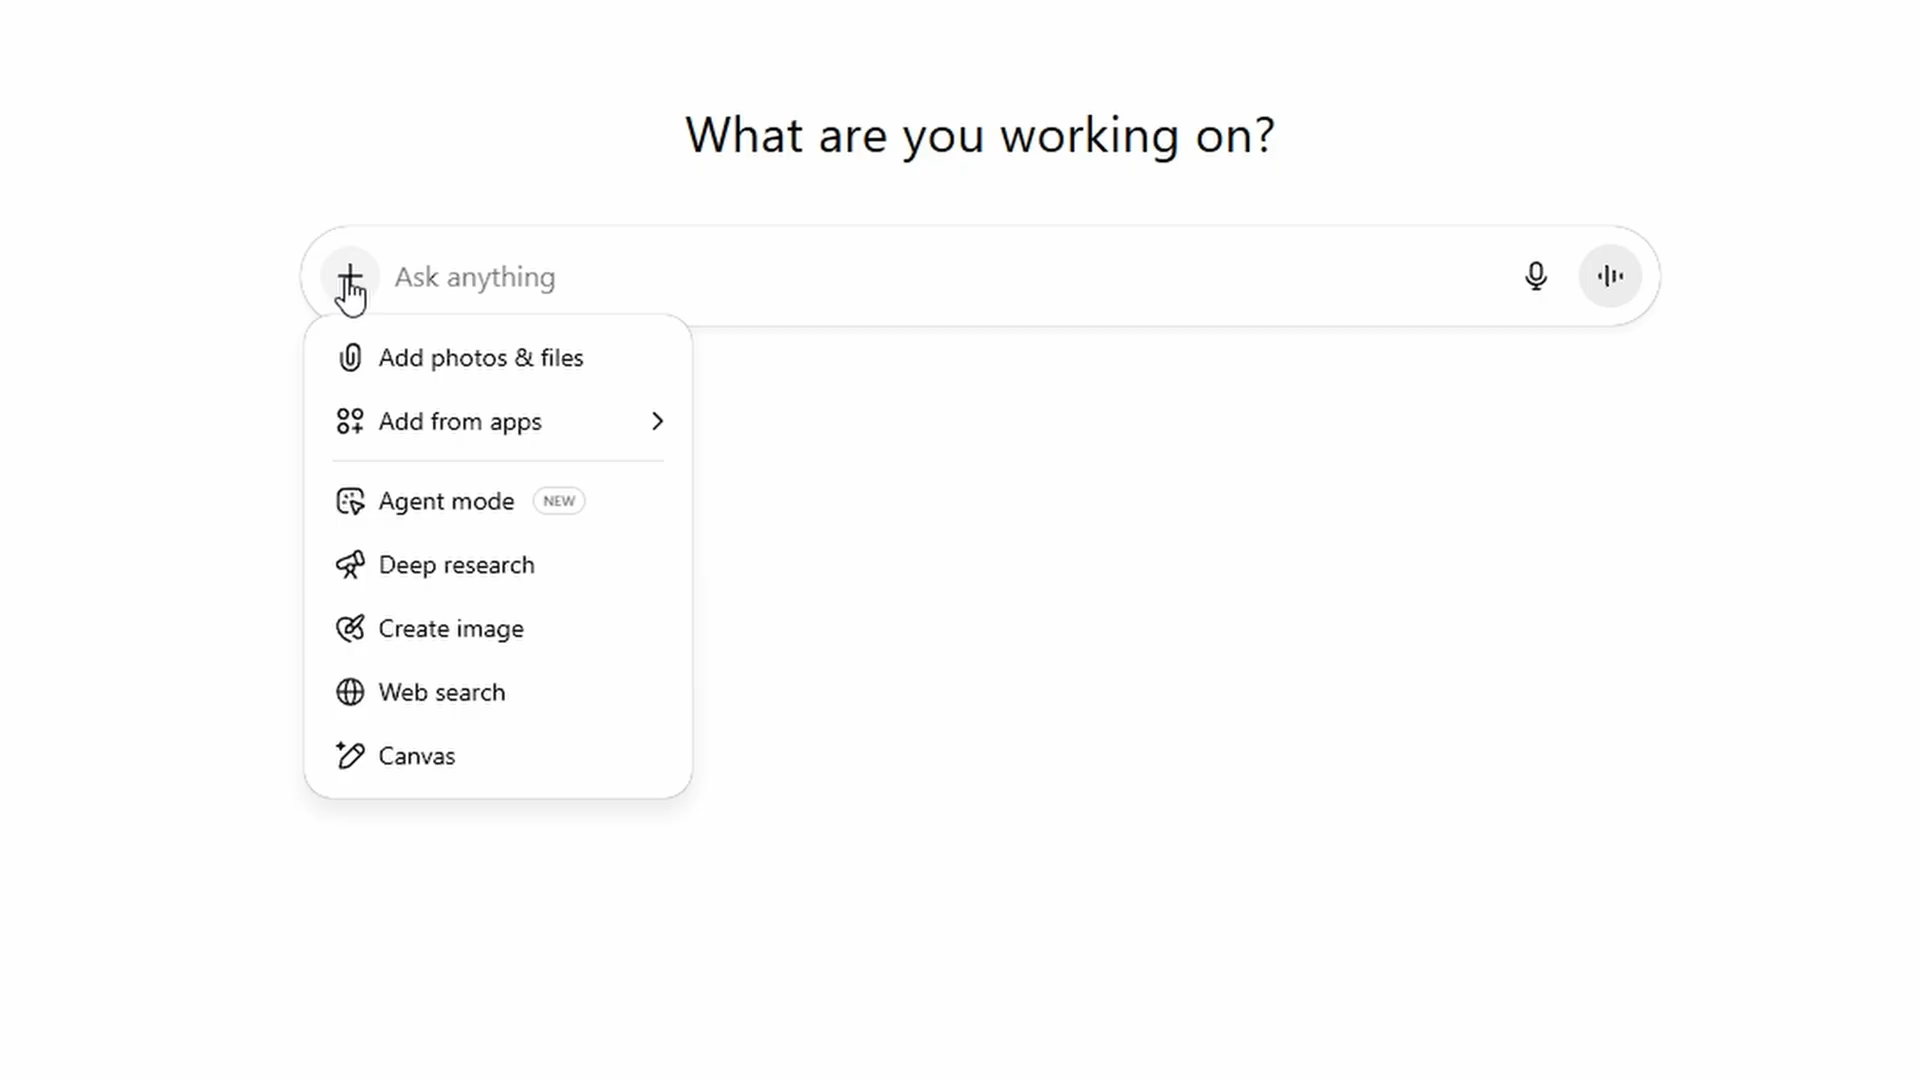 What are you working on?
Ask anything
Add photos & files
Add from apps
Agent mode NEW
Deep research
Create image
Web search
Canvas